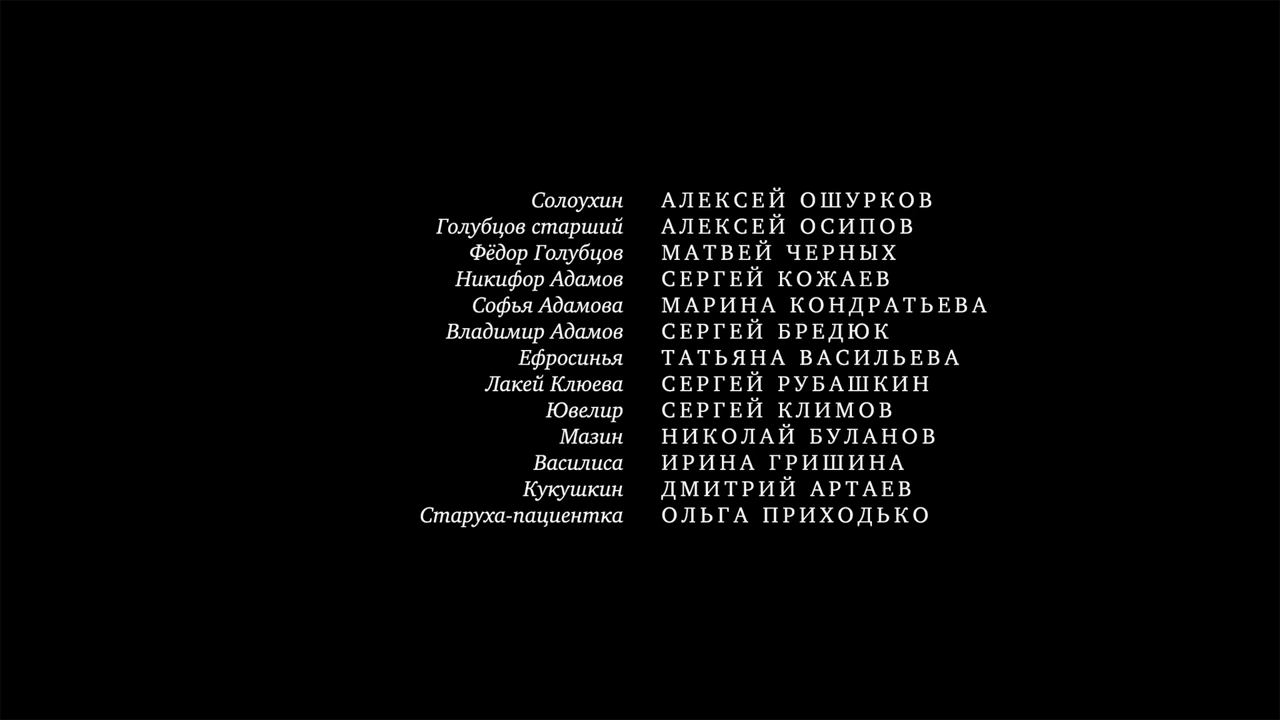 Солоухин АЛЕКСЕЙ ОШУРКОВ
Голубцов старший АЛЕКСЕЙ ОСИПОВ
Фёдор Голубцов МАТВЕЙ ЧЕРНЫХ
Никифор Адамов СЕРГЕЙ КОЖАЕВ
Софья Адамова МАРИНА КОНДРАТЬЕВА
Владимир Адамов СЕРГЕЙ БРЕДЮК
Ефросинья ТАТЬЯНА ВАСИЛЬЕВА
Лакей Клюева СЕРГЕЙ РУБАШКИН
Ювелир СЕРГЕЙ КЛИМОВ
Мазин НИКОЛАЙ БУЛАНОВ
Василиса ИРИНА ГРИШИНА
Кукушкин ДМИТРИЙ АРТАЕВ
Старуха-пациентка ОЛЬГА ПРИХОДЬКО